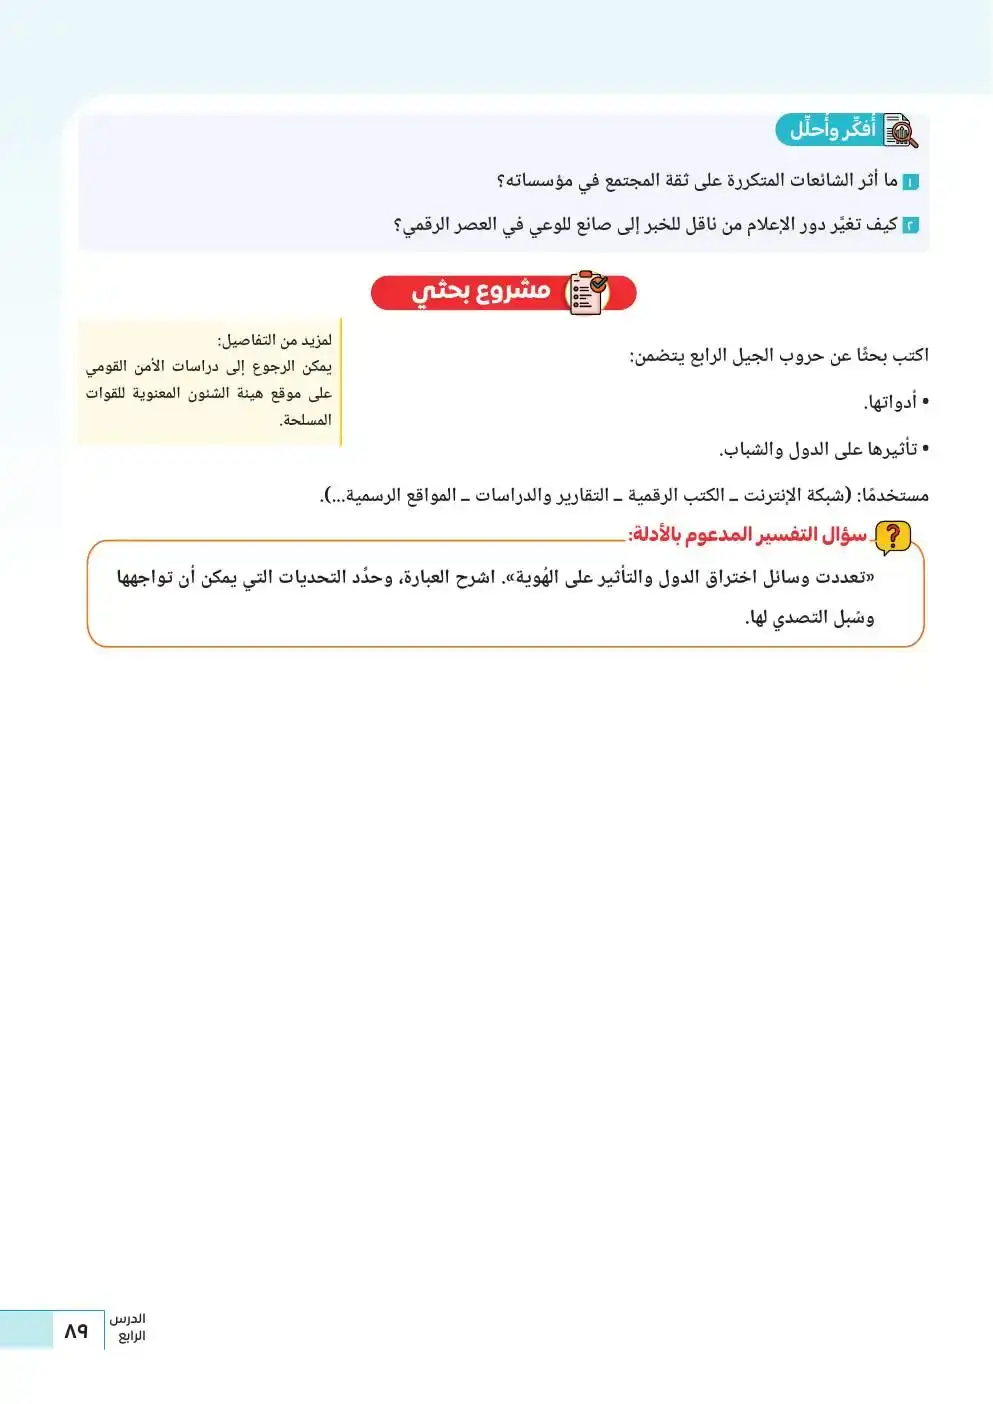 أفكِّر وأحلِّل
١ ما أثر الشائعات المتكررة على ثقة المجتمع في مؤسساته؟
٢ كيف تغيَّر دور الإعلام من ناقل للخبر إلى صانع للوعي في العصر الرقمي؟
مشروع بحثي
اكتب بحثًا عن حروب الجيل الرابع يتضمن:
• أدواتها.
• تأثيرها على الدول والشباب.
مستخدمًا: (شبكة الإنترنت – الكتب الرقمية – التقارير والدراسات – المواقع الرسمية...).
لمزيد من التفاصيل:
يمكن الرجوع إلى دراسات الأمن القومي
على موقع هيئة الشئون المعنوية للقوات
المسلحة.
سؤال التفسير المدعوم بالأدلة:
«تعددت وسائل اختراق الدول والتأثير على الهُوية». اشرح العبارة، وحدِّد التحديات التي يمكن أن تواجهها
وسُبل التصدي لها.
الدرس
الرابع
٨٩